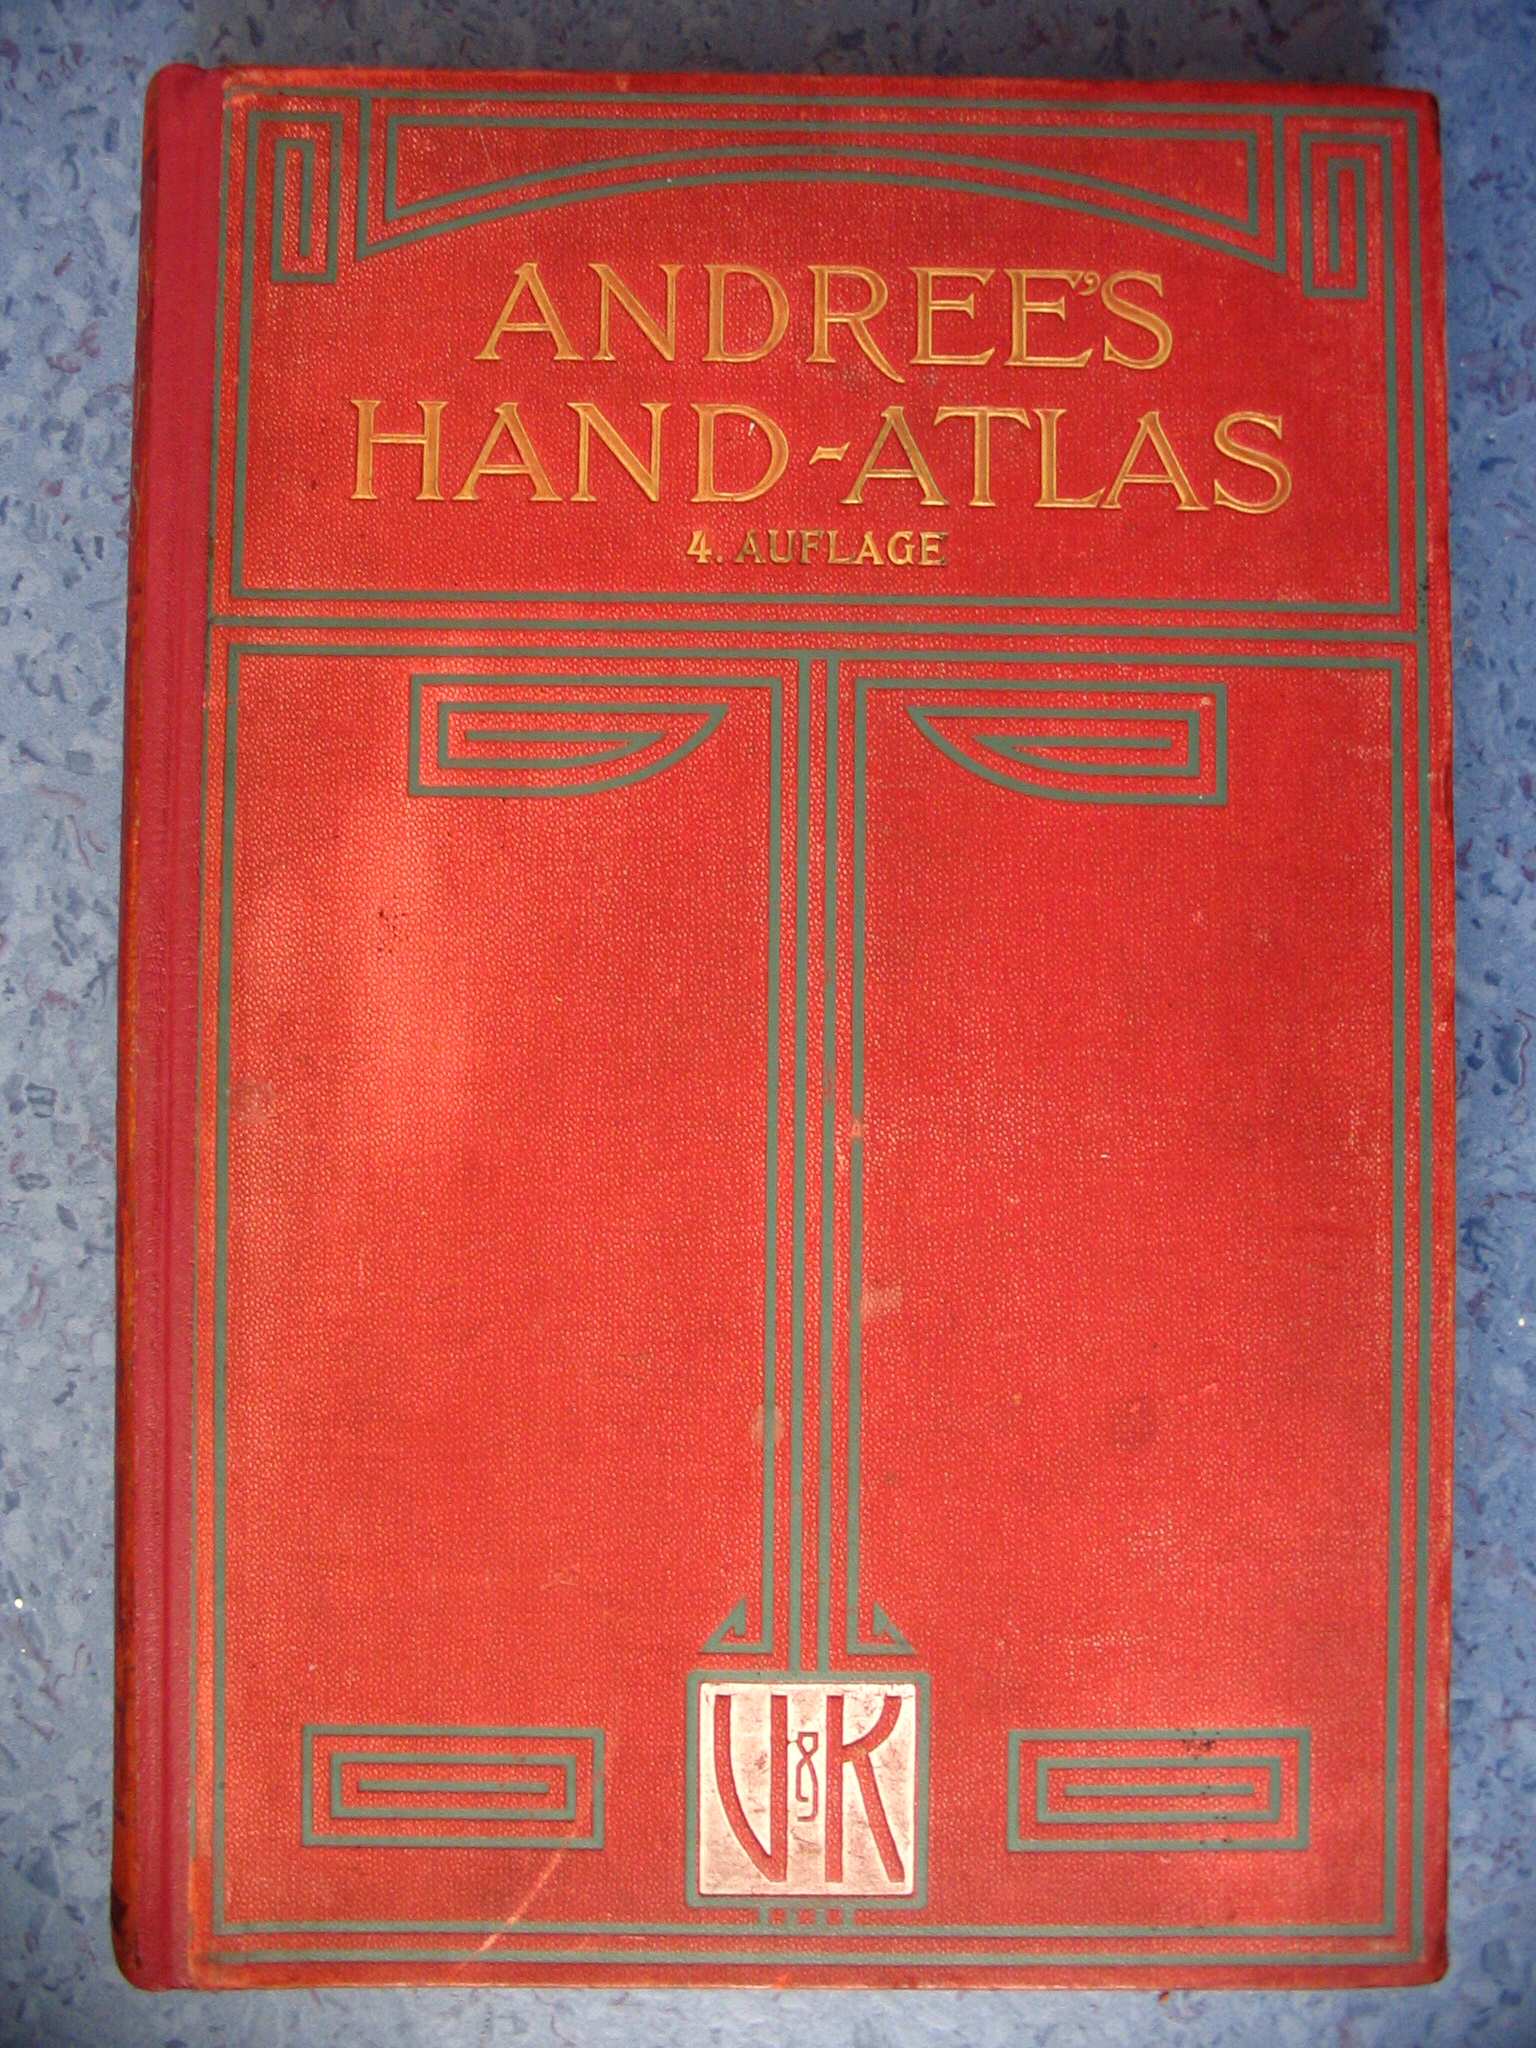 ANDREE'S
HAND-ATLAS
4. AUFLAGE
V&K